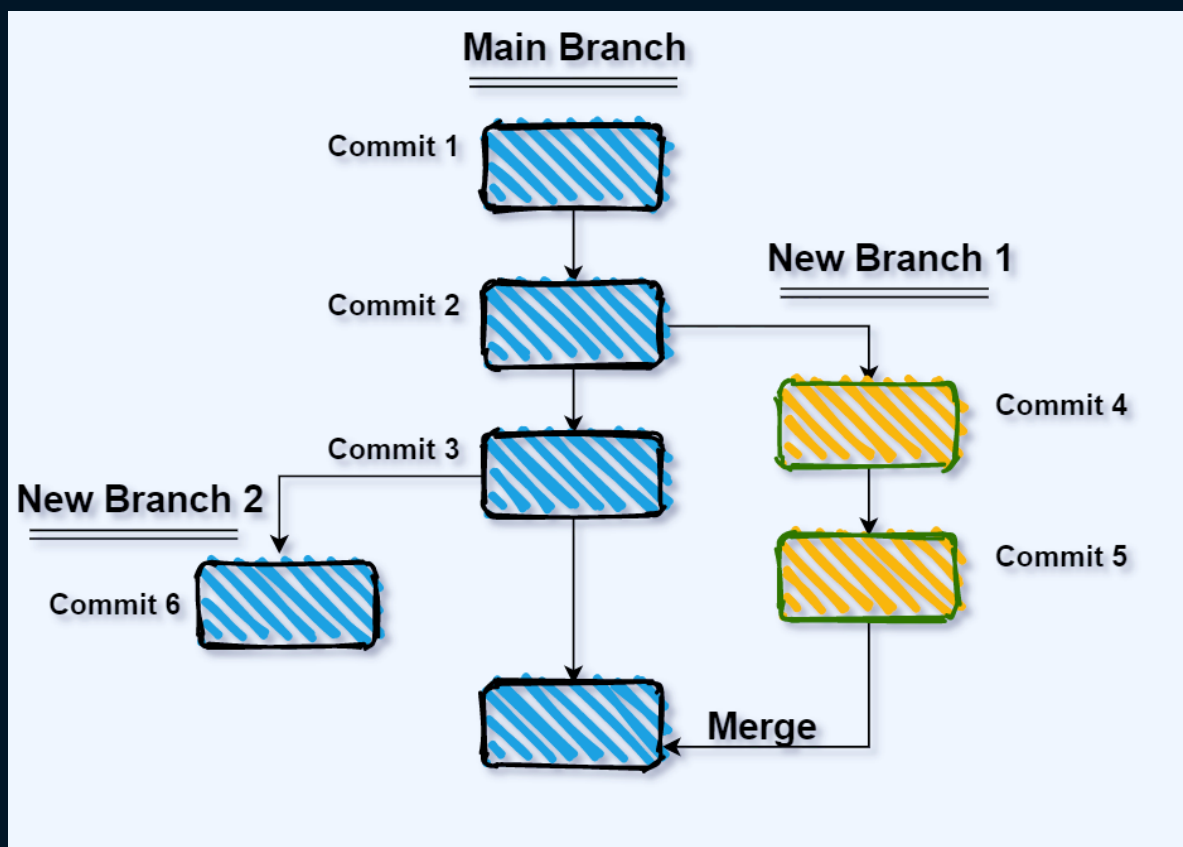 Main Branch
Commit 1
New Branch 1
Commit 2
Commit 4
Commit 3
New Branch 2
Commit 5
Commit 6
Merge